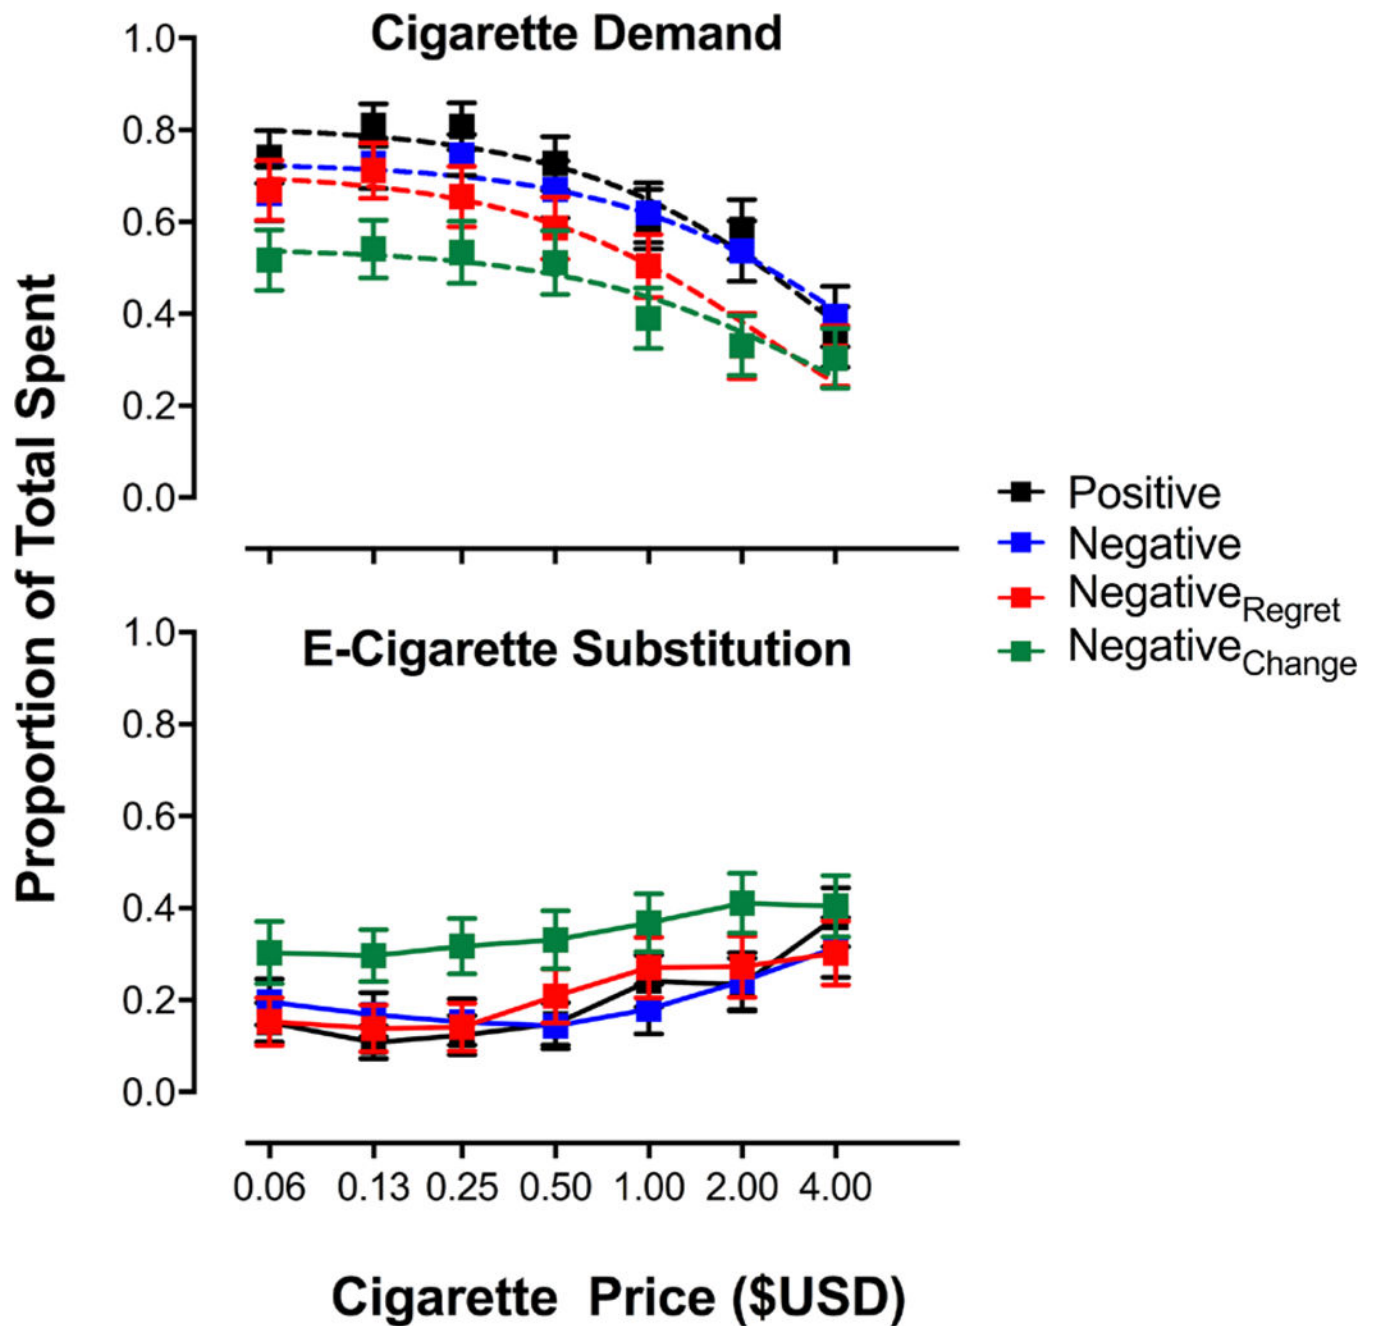 Cigarette Demand
1.0
0.8
0.6
0.4
0.2
0.0
Proportion of Total Spent
Positive
Negative
NegativeRegret
NegativeChange
E-Cigarette Substitution
1.0
0.8
0.6
0.4
0.2
0.0
0.06 0.13 0.25 0.50 1.00 2.00 4.00
Cigarette Price ($USD)